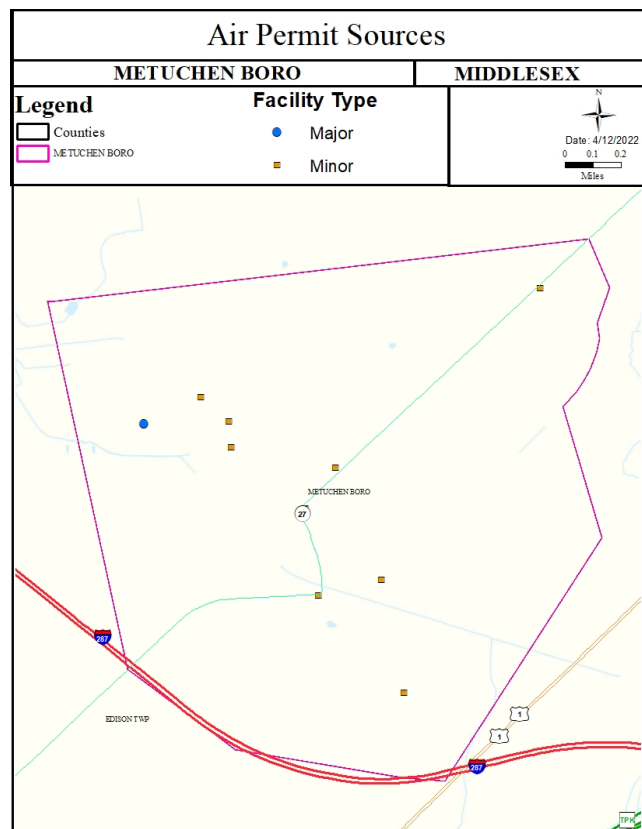 Air Permit Sources
METUCHEN BORO MIDDLESEX
Legend
Counties
METUCHEN BORO
Facility Type
Major
Minor
N
Date: 4/12/2022
0 0.1 0.2
Miles
METUCHEN BORO
27
287
EDISON TWP
1
1
287
TPK